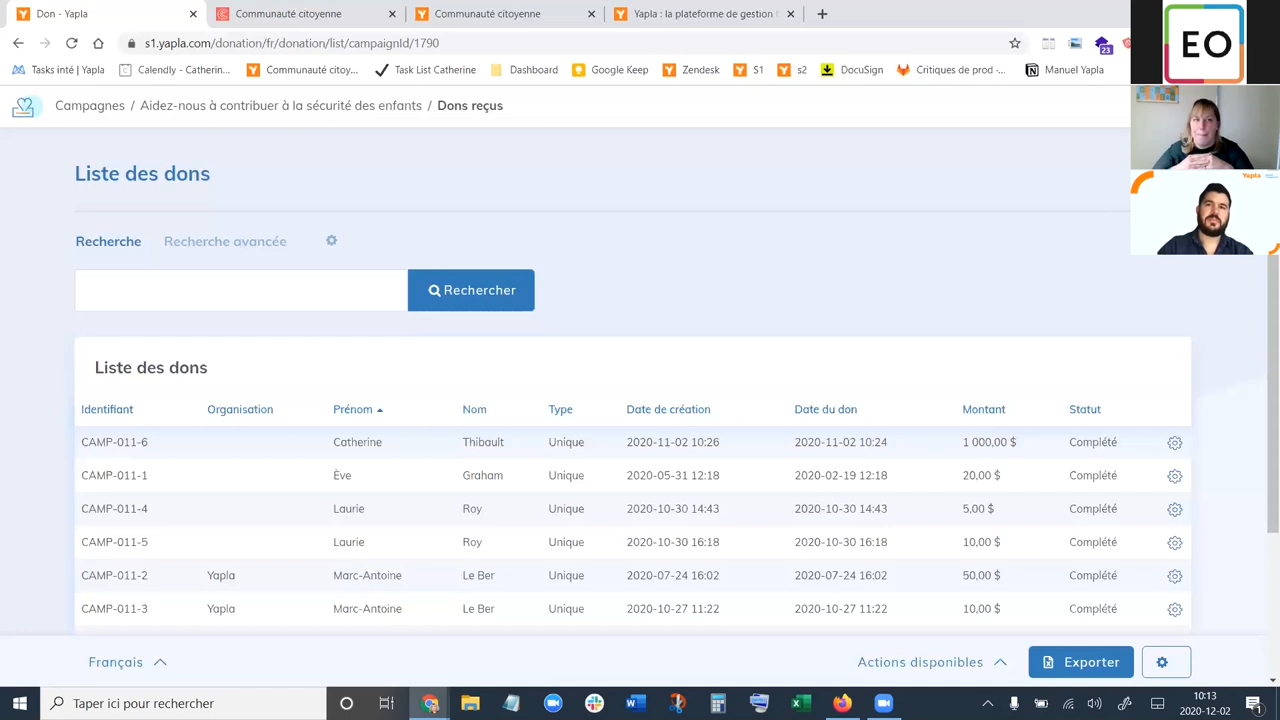 Don - Yapla
Communauté citoyenne
Communauté citoyenne
Yapla : la plateforme de gestion
s1.yapla.com/donation/fr/donation/list/campaignId/1790
23
Tasks inté | Yapla
Calendly - Catherin...
Communauté citoy...
Task List Catherine
Dashboard
Google Keep
Zendesk
S1
s2
DocuSign
Critiques de prod -...
Manuel Yapla
EO
Yapla
Campagnes / Aidez-nous à contribuer à la sécurité des enfants / Dons reçus
Liste des dons
Recherche Recherche avancée
Rechercher
Liste des dons
Identifiant Organisation Prénom Nom Type Date de création Date du don Montant Statut
CAMP-011-6 Catherine Thibault Unique 2020-11-02 10:26 2020-11-02 10:24 1 000,00 $ Complété
CAMP-011-1 Ève Graham Unique 2020-05-31 12:18 2020-02-19 12:18 20,00 $ Complété
CAMP-011-4 Laurie Roy Unique 2020-10-30 14:43 2020-10-30 14:43 5,00 $ Complété
CAMP-011-5 Laurie Roy Unique 2020-10-30 16:18 2020-10-30 16:18 10,00 $ Complété
CAMP-011-2 Yapla Marc-Antoine Le Ber Unique 2020-07-24 16:02 2020-07-24 16:02 50,00 $ Complété
CAMP-011-3 Yapla Marc-Antoine Le Ber Unique 2020-10-27 11:22 2020-10-27 11:22 10,00 $ Complété
Français
Actions disponibles
Exporter
Taper ici pour rechercher
10:13
2020-12-02
1